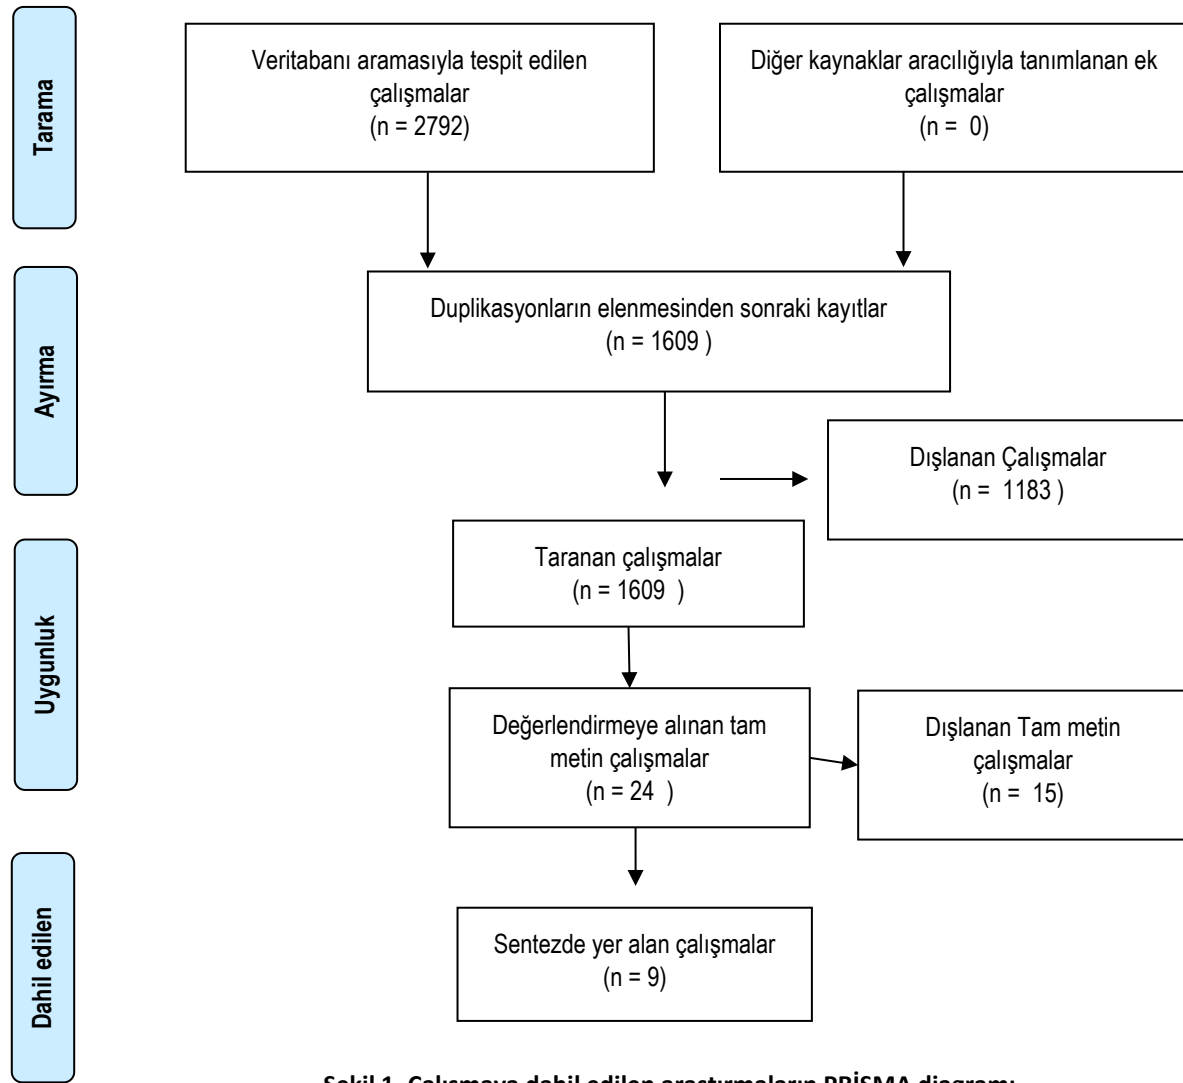 Tarama
Veritabanı aramasıyla tespit edilen
çalışmalar
(n = 2792)
Diğer kaynaklar aracılığıyla tanımlanan ek
çalışmalar
(n = 0)
Ayırma
Duplikasyonların elenmesinden sonraki kayıtlar
(n = 1609 )
Dışlanan Çalışmalar
(n = 1183 )
Uygunluk
Taranan çalışmalar
(n = 1609 )
Değerlendirmeye alınan tam
metin çalışmalar
(n = 24 )
Dışlanan Tam metin
çalışmalar
(n = 15)
Dahil edilen
Sentezde yer alan çalışmalar
(n = 9)
Şekil 1. Çalışmaya dahil edilen araştırmaların PRİSMA diagramı